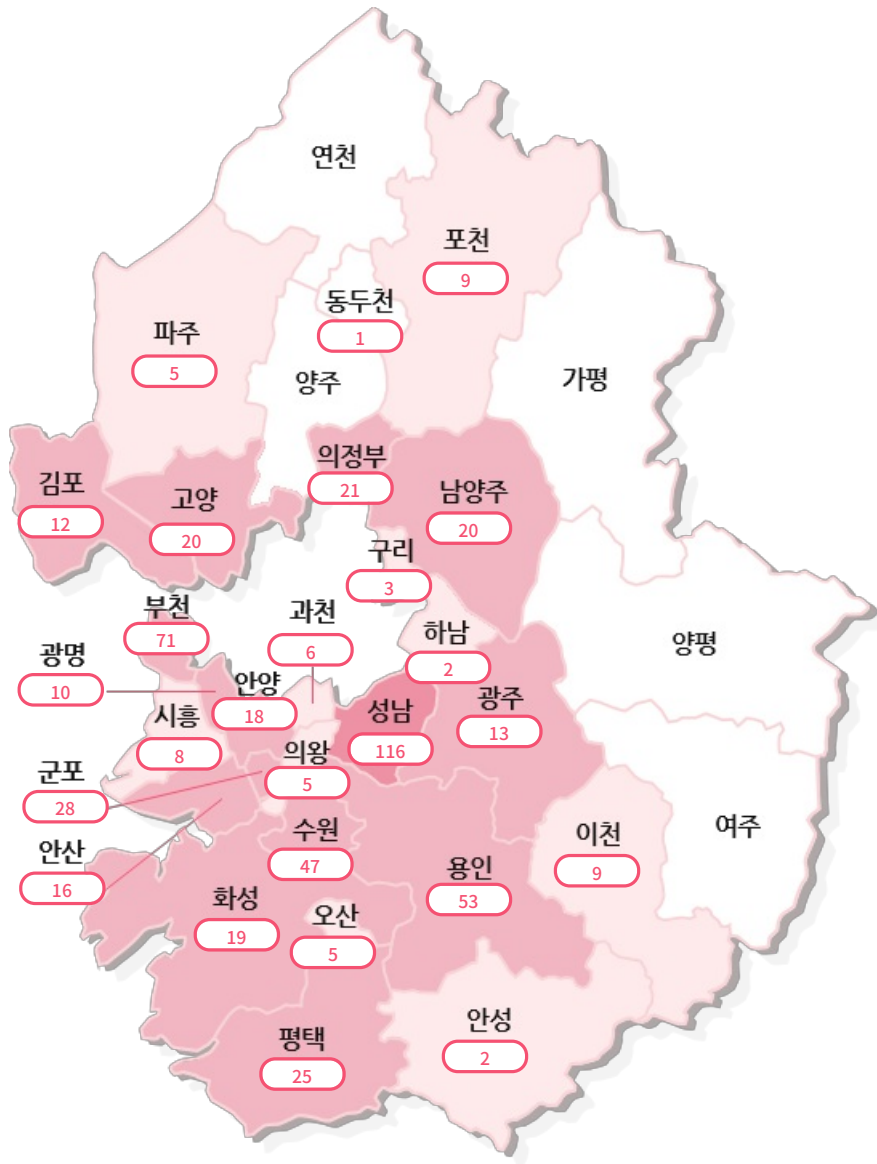 연천
포천
9
동두천
1
파주
5
양주
가평
의정부
21
김포
12
고양
20
남양주
20
구리
3
부천
71
과천
6
하남
2
양평
광명
10
안양
18
시흥
8
성남
116
광주
13
의왕
5
군포
28
수원
47
이천
9
여주
안산
16
용인
53
화성
19
오산
5
안성
2
평택
25